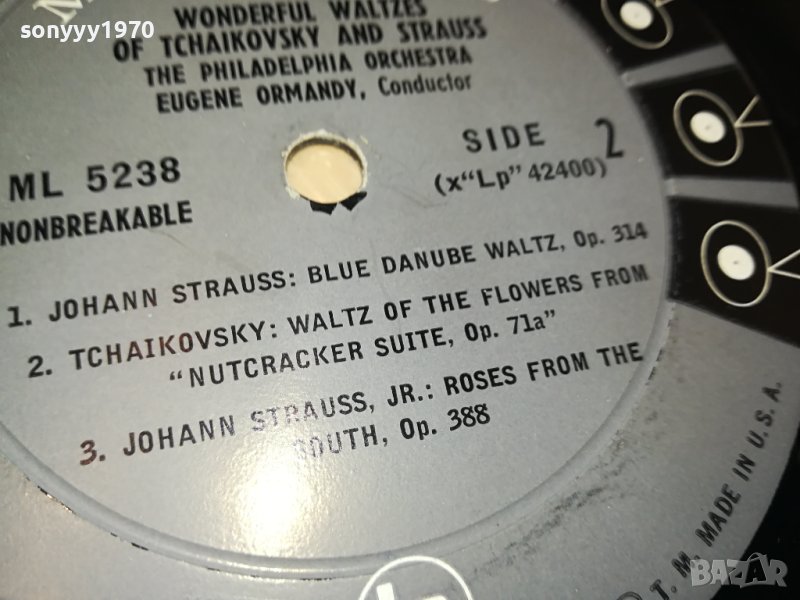 sonyyy1970
WONDERFUL WALTZES
OF TCHAIKOVSKY AND STRAUSS
THE PHILADELPHIA ORCHESTRA
EUGENE ORMANDY, Conductor
ML 5238
NONBREAKABLE
SIDE 2
(x"Lp" 42400)
1. JOHANN STRAUSS: BLUE DANUBE WALTZ, Op. 314
2. TCHAIKOVSKY: WALTZ OF THE FLOWERS FROM
"NUTCRACKER SUITE, Op. 71a"
3. JOHANN STRAUSS, JR.: ROSES FROM THE
SOUTH, Op. 388
T. M. MADE IN U. S. A.
BAZAR